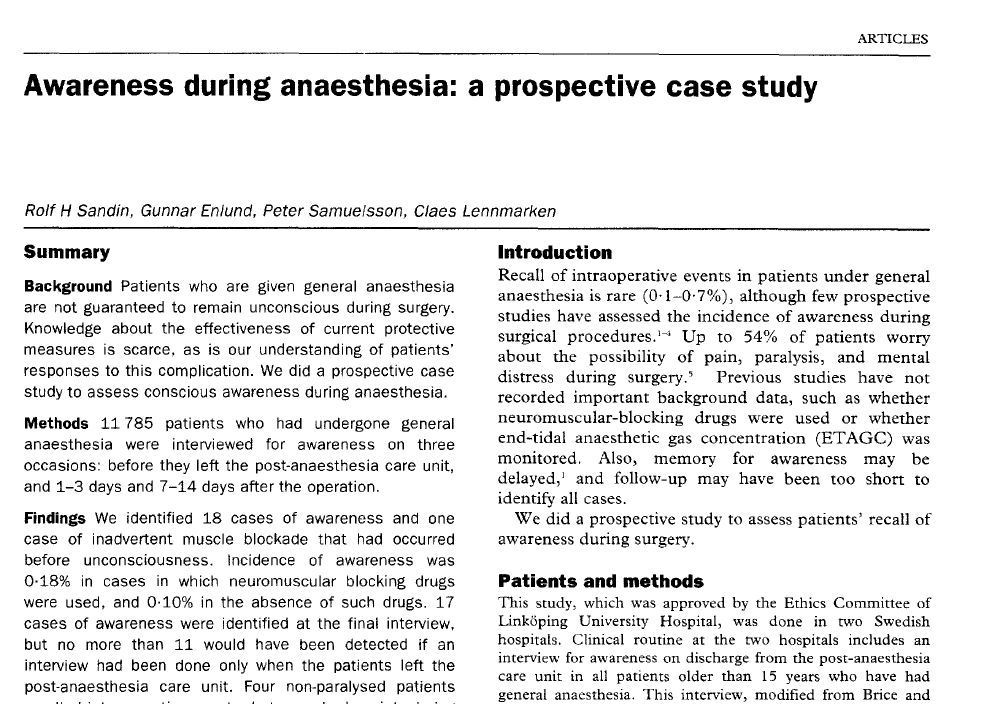 ARTICLES
Awareness during anaesthesia: a prospective case study
Rolf H Sandin, Gunnar Enlund, Peter Samuelsson, Claes Lennmarken
Summary
Background Patients who are given general anaesthesia
are not guaranteed to remain unconscious during surgery.
Knowledge about the effectiveness of current protective
measures is scarce, as is our understanding of patients'
responses to this complication. We did a prospective case
study to assess conscious awareness during anaesthesia.
Methods 11 785 patients who had undergone general
anaesthesia were interviewed for awareness on three
occasions: before they left the post-anaesthesia care unit,
and 1–3 days and 7–14 days after the operation.
Findings We identified 18 cases of awareness and one
case of inadvertent muscle blockade that had occurred
before unconsciousness. Incidence of awareness was
0·18% in cases in which neuromuscular blocking drugs
were used, and 0·10% in the absence of such drugs. 17
cases of awareness were identified at the final interview,
but no more than 11 would have been detected if an
interview had been done only when the patients left the
post-anaesthesia care unit. Four non-paralysed patients
Introduction
Recall of intraoperative events in patients under general
anaesthesia is rare (0·1–0·7%), although few prospective
studies have assessed the incidence of awareness during
surgical procedures.¹⁻⁴ Up to 54% of patients worry
about the possibility of pain, paralysis, and mental
distress during surgery.⁵ Previous studies have not
recorded important background data, such as whether
neuromuscular-blocking drugs were used or whether
end-tidal anaesthetic gas concentration (ETAGC) was
monitored. Also, memory for awareness may be
delayed,¹ and follow-up may have been too short to
identify all cases.
We did a prospective study to assess patients' recall of
awareness during surgery.
Patients and methods
This study, which was approved by the Ethics Committee of
Linköping University Hospital, was done in two Swedish
hospitals. Clinical routine at the two hospitals includes an
interview for awareness on discharge from the post-anaesthesia
care unit in all patients older than 15 years who have had
general anaesthesia. This interview, modified from Brice and